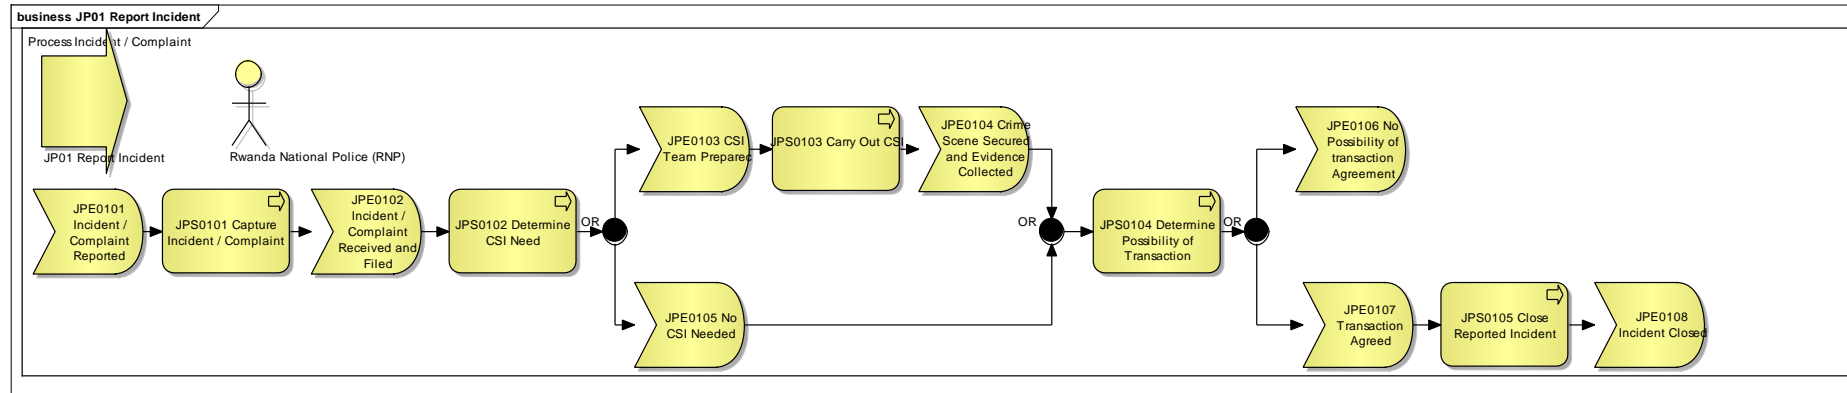 business JP01 Report Incident
Process Incident / Complaint
JP01 Report Incident
Rwanda National Police (RNP)
JPE0101
Incident /
Complaint
Reported
JPS0101 Capture
Incident / Complaint
JPE0102
Incident /
Complaint
Received and
Filed
JPS0102 Determine
CSI Need
OR
JPE0103 CSI
Team Prepared
JPS0103 Carry Out CSI
JPE0104 Crime
Scene Secured
and Evidence
Collected
JPE0105 No
CSI Needed
OR
JPS0104 Determine
Possibility of
Transaction
OR
JPE0106 No
Possibility of
transaction
Agreement
JPE0107
Transaction
Agreed
JPS0105 Close
Reported Incident
JPE0108
Incident Closed